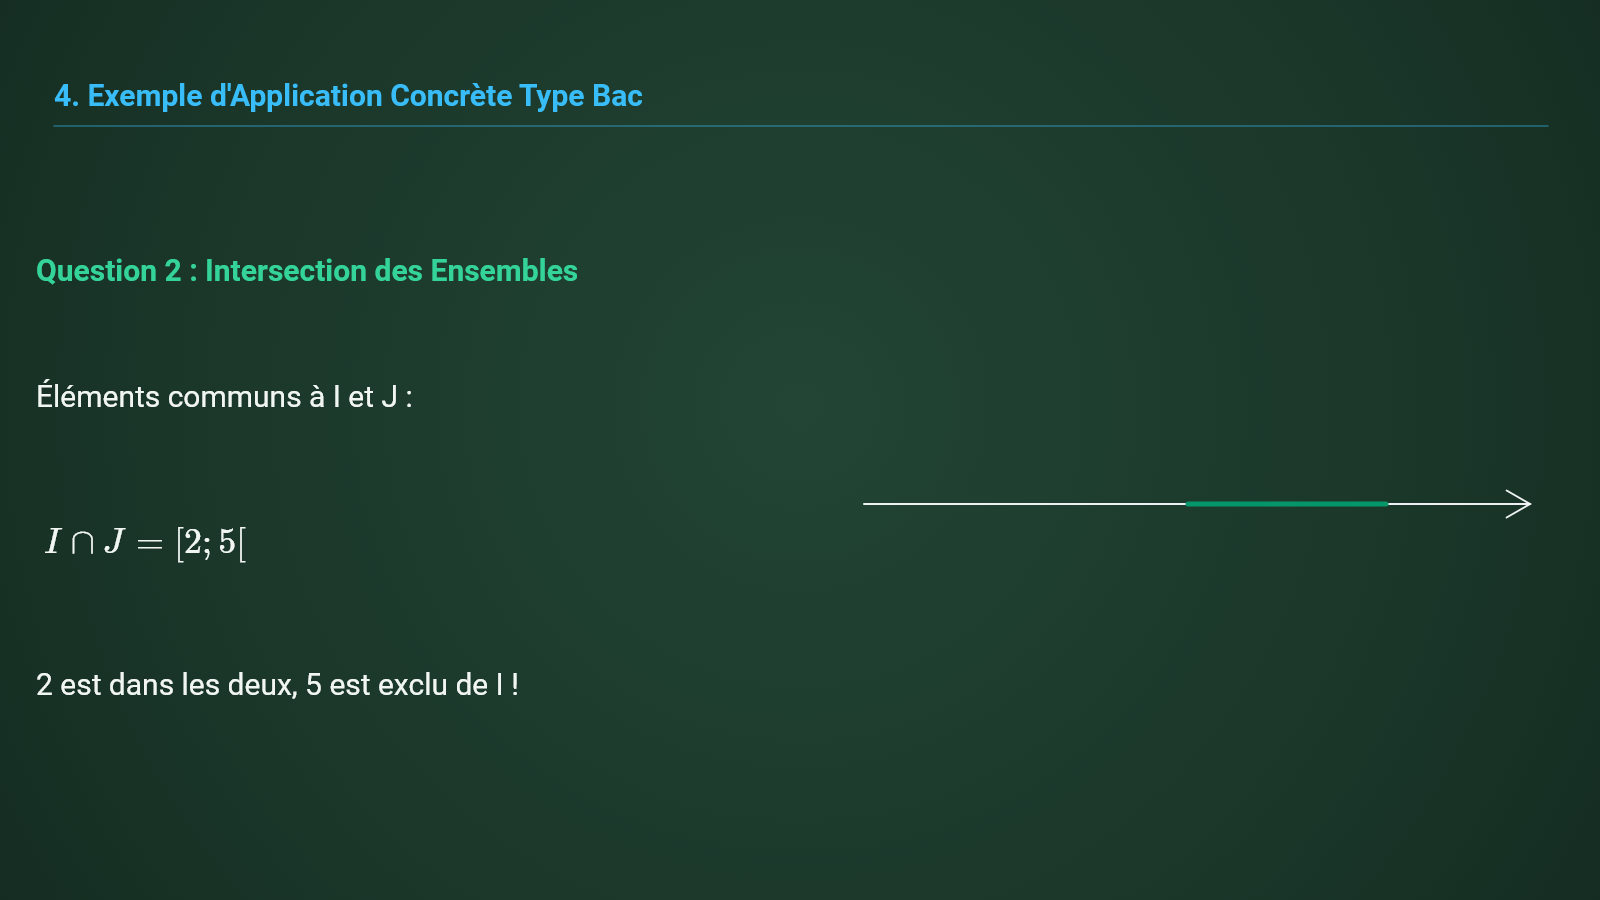 4. Exemple d'Application Concrète Type Bac
Question 2 : Intersection des Ensembles
Éléments communs à I et J :
I ∩ J = [2; 5[
2 est dans les deux, 5 est exclu de I !